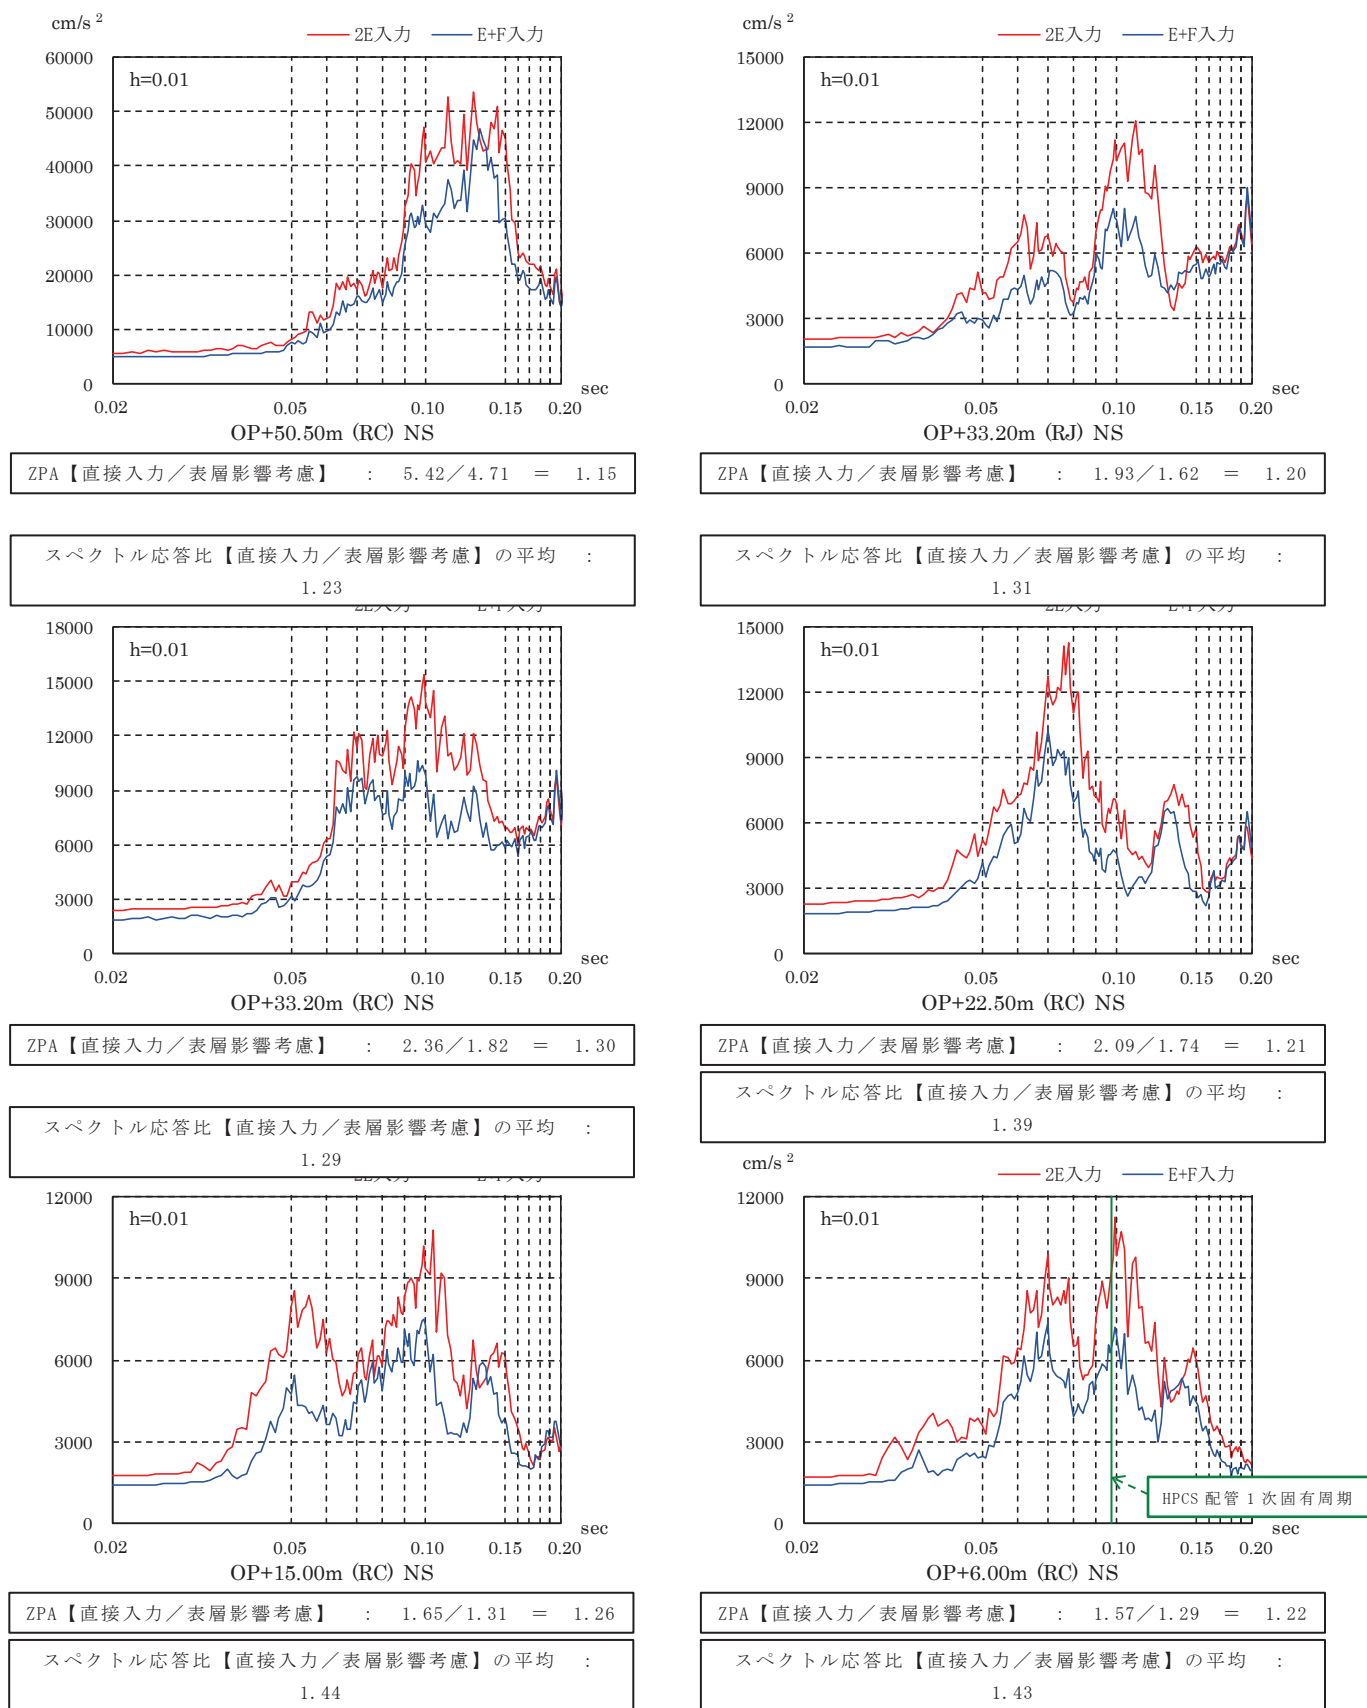 cm/s 2
2E入力 E+F入力
60000
50000
40000
30000
20000
10000
0
h=0.01
sec
0.02 0.05 0.10 0.15 0.20
OP+50.50m (RC) NS
ZPA【直接入力／表層影響考慮】 : 5.42／4.71 = 1.15
スペクトル応答比【直接入力／表層影響考慮】の平均 :
1.23
cm/s 2
2E入力 E+F入力
15000
12000
9000
6000
3000
0
h=0.01
sec
0.02 0.05 0.10 0.15 0.20
OP+33.20m (RJ) NS
ZPA【直接入力／表層影響考慮】 : 1.93／1.62 = 1.20
スペクトル応答比【直接入力／表層影響考慮】の平均 :
1.31
2E入力 E+F入力
18000
15000
12000
9000
6000
3000
0
h=0.01
sec
0.02 0.05 0.10 0.15 0.20
OP+33.20m (RC) NS
ZPA【直接入力／表層影響考慮】 : 2.36／1.82 = 1.30
スペクトル応答比【直接入力／表層影響考慮】の平均 :
1.29
2E入力 E+F入力
15000
12000
9000
6000
3000
0
h=0.01
sec
0.02 0.05 0.10 0.15 0.20
OP+22.50m (RC) NS
ZPA【直接入力／表層影響考慮】 : 2.09／1.74 = 1.21
スペクトル応答比【直接入力／表層影響考慮】の平均 :
1.39
2E入力 E+F入力
12000
9000
6000
3000
0
h=0.01
sec
0.02 0.05 0.10 0.15 0.20
OP+15.00m (RC) NS
ZPA【直接入力／表層影響考慮】 : 1.65／1.31 = 1.26
スペクトル応答比【直接入力／表層影響考慮】の平均 :
1.44
cm/s 2
2E入力 E+F入力
12000
9000
6000
3000
0
h=0.01
HPCS 配管 1 次固有周期
sec
0.02 0.05 0.10 0.15 0.20
OP+6.00m (RC) NS
ZPA【直接入力／表層影響考慮】 : 1.57／1.29 = 1.22
スペクトル応答比【直接入力／表層影響考慮】の平均 :
1.43